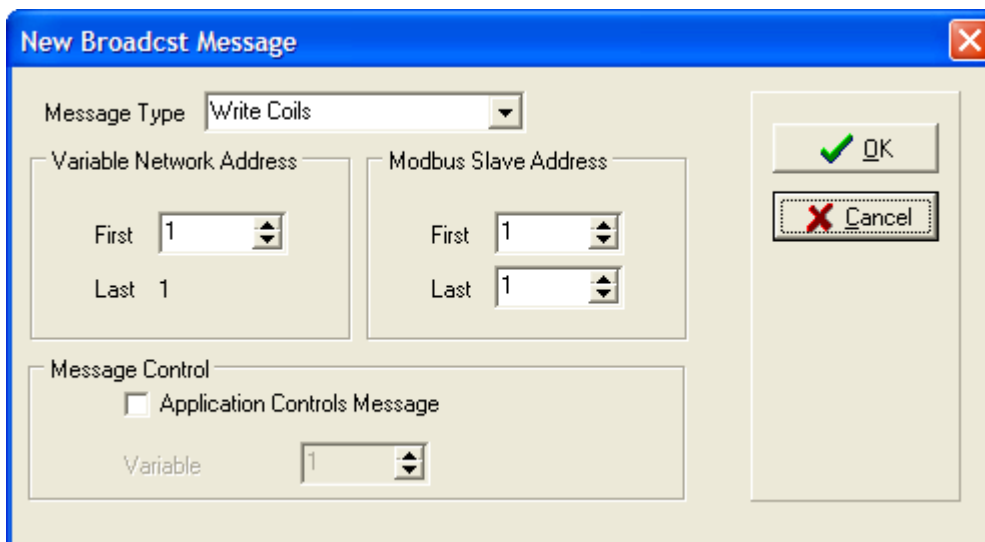 New Broadcst Message
Message Type Write Coils
Variable Network Address
First 1
Last 1
Modbus Slave Address
First 1
Last 1
Message Control
Application Controls Message
Variable 1
OK
Cancel